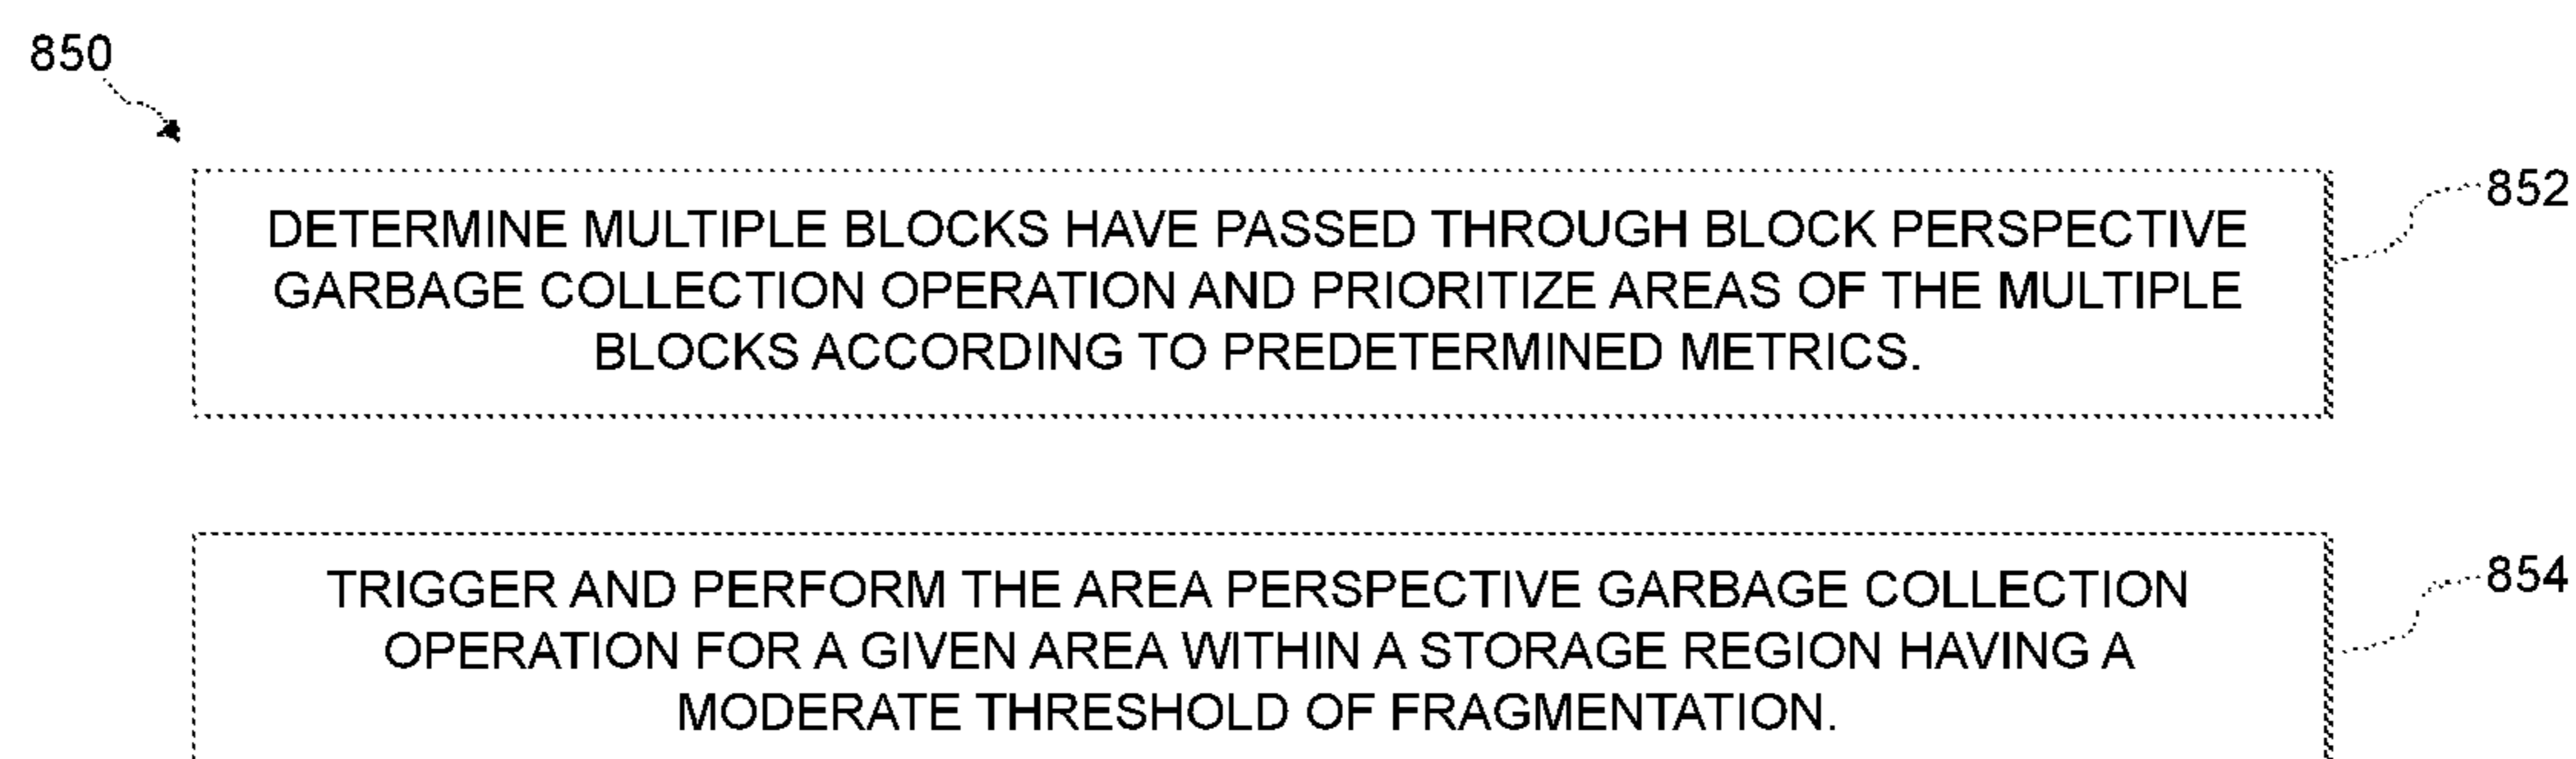 850
852
DETERMINE MULTIPLE BLOCKS HAVE PASSED THROUGH BLOCK PERSPECTIVE
GARBAGE COLLECTION OPERATION AND PRIORITIZE AREAS OF THE MULTIPLE
BLOCKS ACCORDING TO PREDETERMINED METRICS.
854
TRIGGER AND PERFORM THE AREA PERSPECTIVE GARBAGE COLLECTION
OPERATION FOR A GIVEN AREA WITHIN A STORAGE REGION HAVING A
MODERATE THRESHOLD OF FRAGMENTATION.